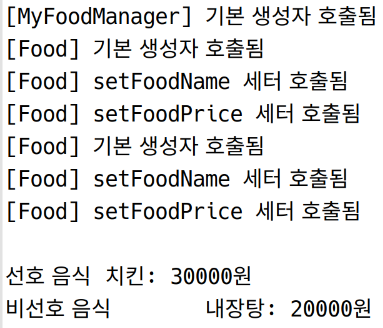 [MyFoodManager] 기본 생성자 호출됨
[Food] 기본 생성자 호출됨
[Food] setFoodName 세터 호출됨
[Food] setFoodPrice 세터 호출됨
[Food] 기본 생성자 호출됨
[Food] setFoodName 세터 호출됨
[Food] setFoodPrice 세터 호출됨
선호 음식 치킨: 30000원
비선호 음식 내장탕: 20000원